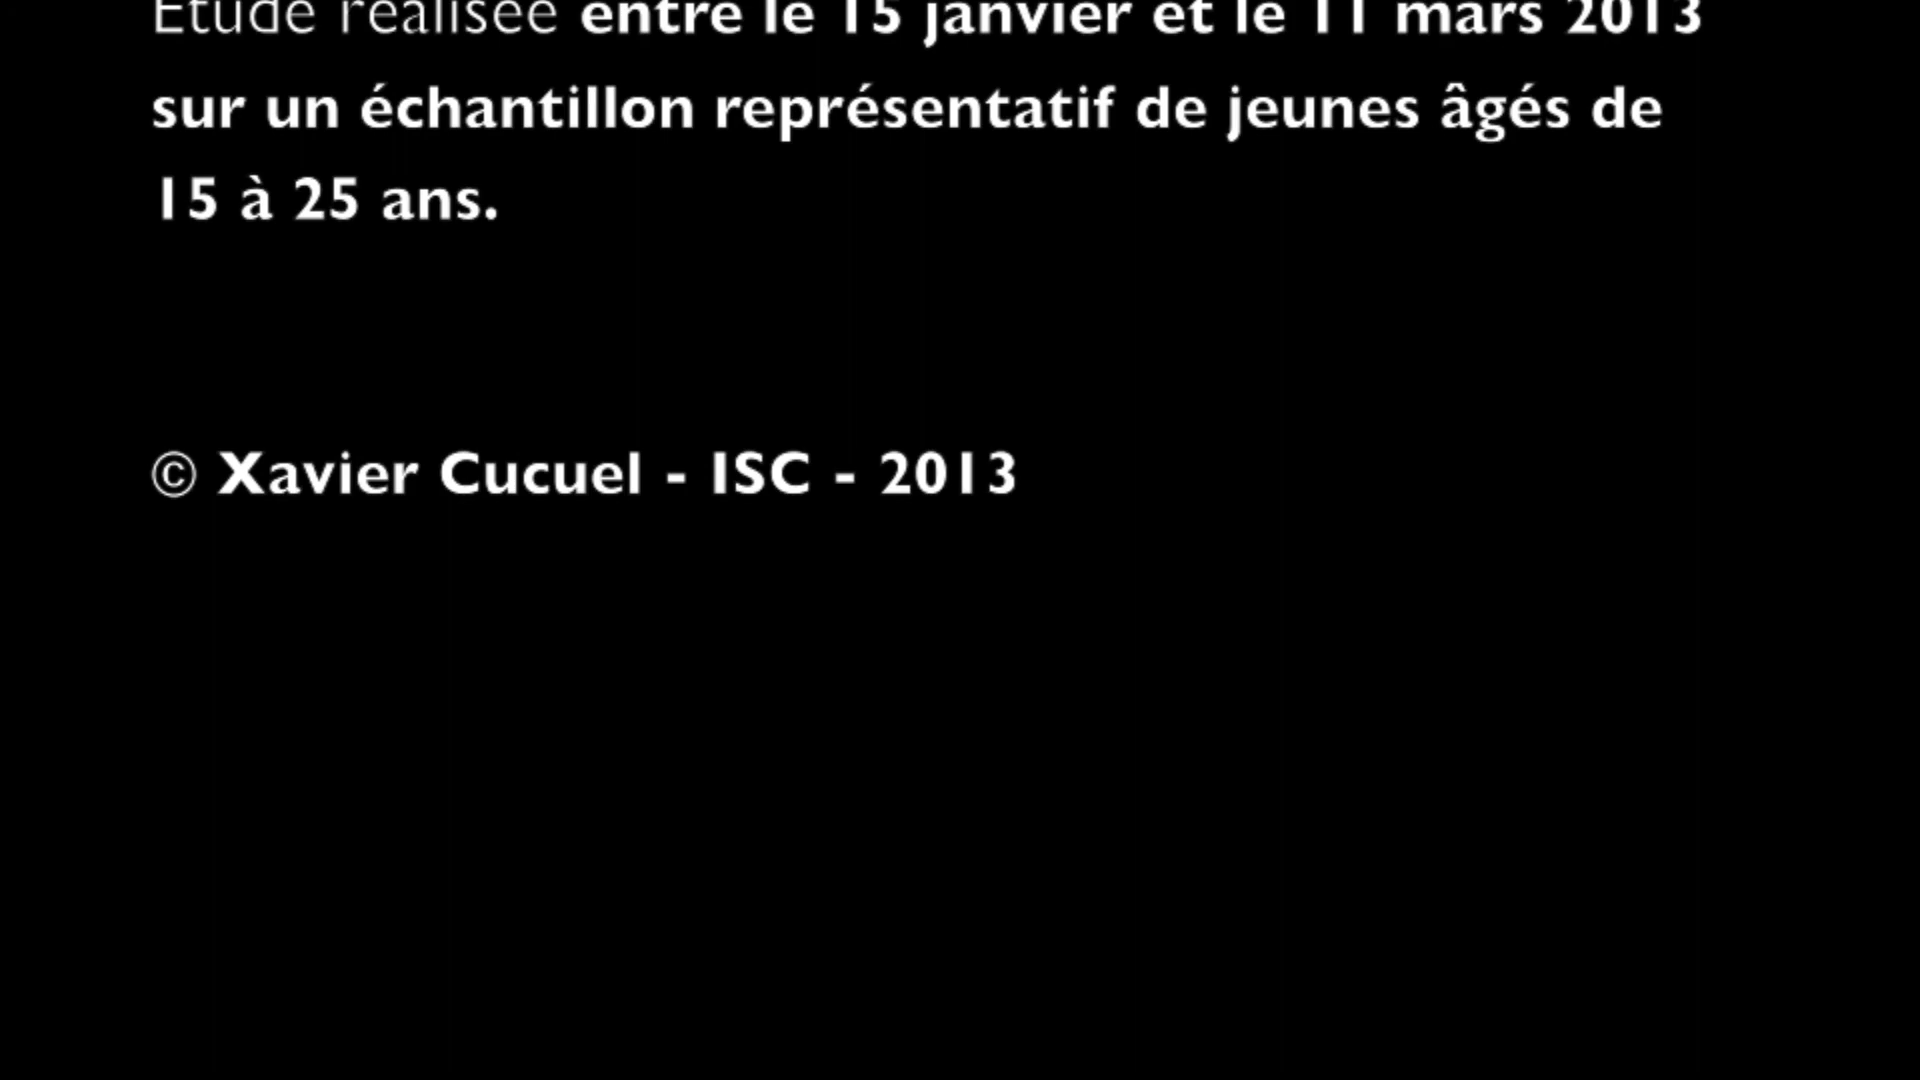 Étude réalisée entre le 15 janvier et le 11 mars 2013
sur un échantillon représentatif de jeunes âgés de
15 à 25 ans.
© Xavier Cucuel - ISC - 2013